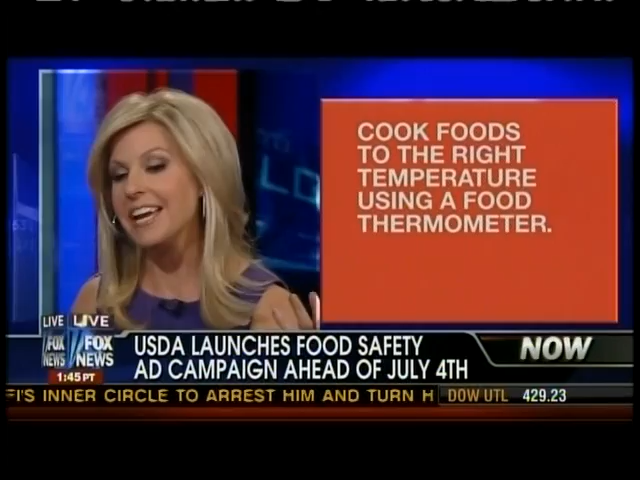 COOK FOODS
TO THE RIGHT
TEMPERATURE
USING A FOOD
THERMOMETER.
LIVE LIVE
FOX NEWS FOX NEWS
1:45PT
USDA LAUNCHES FOOD SAFETY
AD CAMPAIGN AHEAD OF JULY 4TH
NOW
FI'S INNER CIRCLE TO ARREST HIM AND TURN H
DOW UTL 429.23